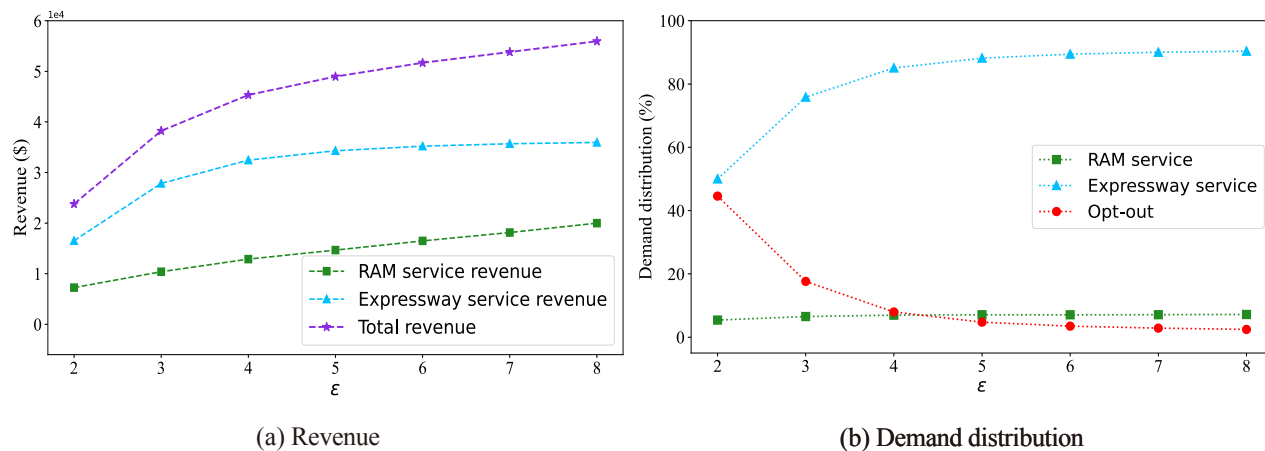 1e4
6
5
4
3
2
1
0
Revenue ($)
RAM service revenue
Expressway service revenue
Total revenue
2 3 4 5 6 7 8
ε
(a) Revenue
100
80
60
40
20
0
Demand distribution (%)
RAM service
Expressway service
Opt-out
2 3 4 5 6 7 8
ε
(b) Demand distribution